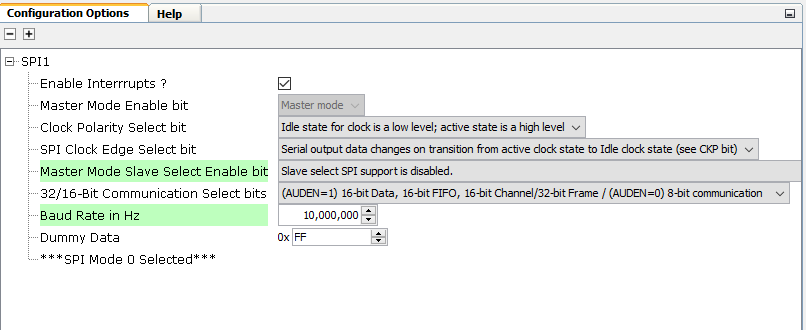 Configuration Options Help
SPI1
Enable Interrrupts ?
Master Mode Enable bit Master mode
Clock Polarity Select bit Idle state for clock is a low level; active state is a high level
SPI Clock Edge Select bit Serial output data changes on transition from active clock state to Idle clock state (see CKP bit)
Master Mode Slave Select Enable bit Slave select SPI support is disabled.
32/16-Bit Communication Select bits (AUDEN=1) 16-bit Data, 16-bit FIFO, 16-bit Channel/32-bit Frame / (AUDEN=0) 8-bit communication
Baud Rate in Hz 10,000,000
Dummy Data 0x FF
***SPI Mode 0 Selected***